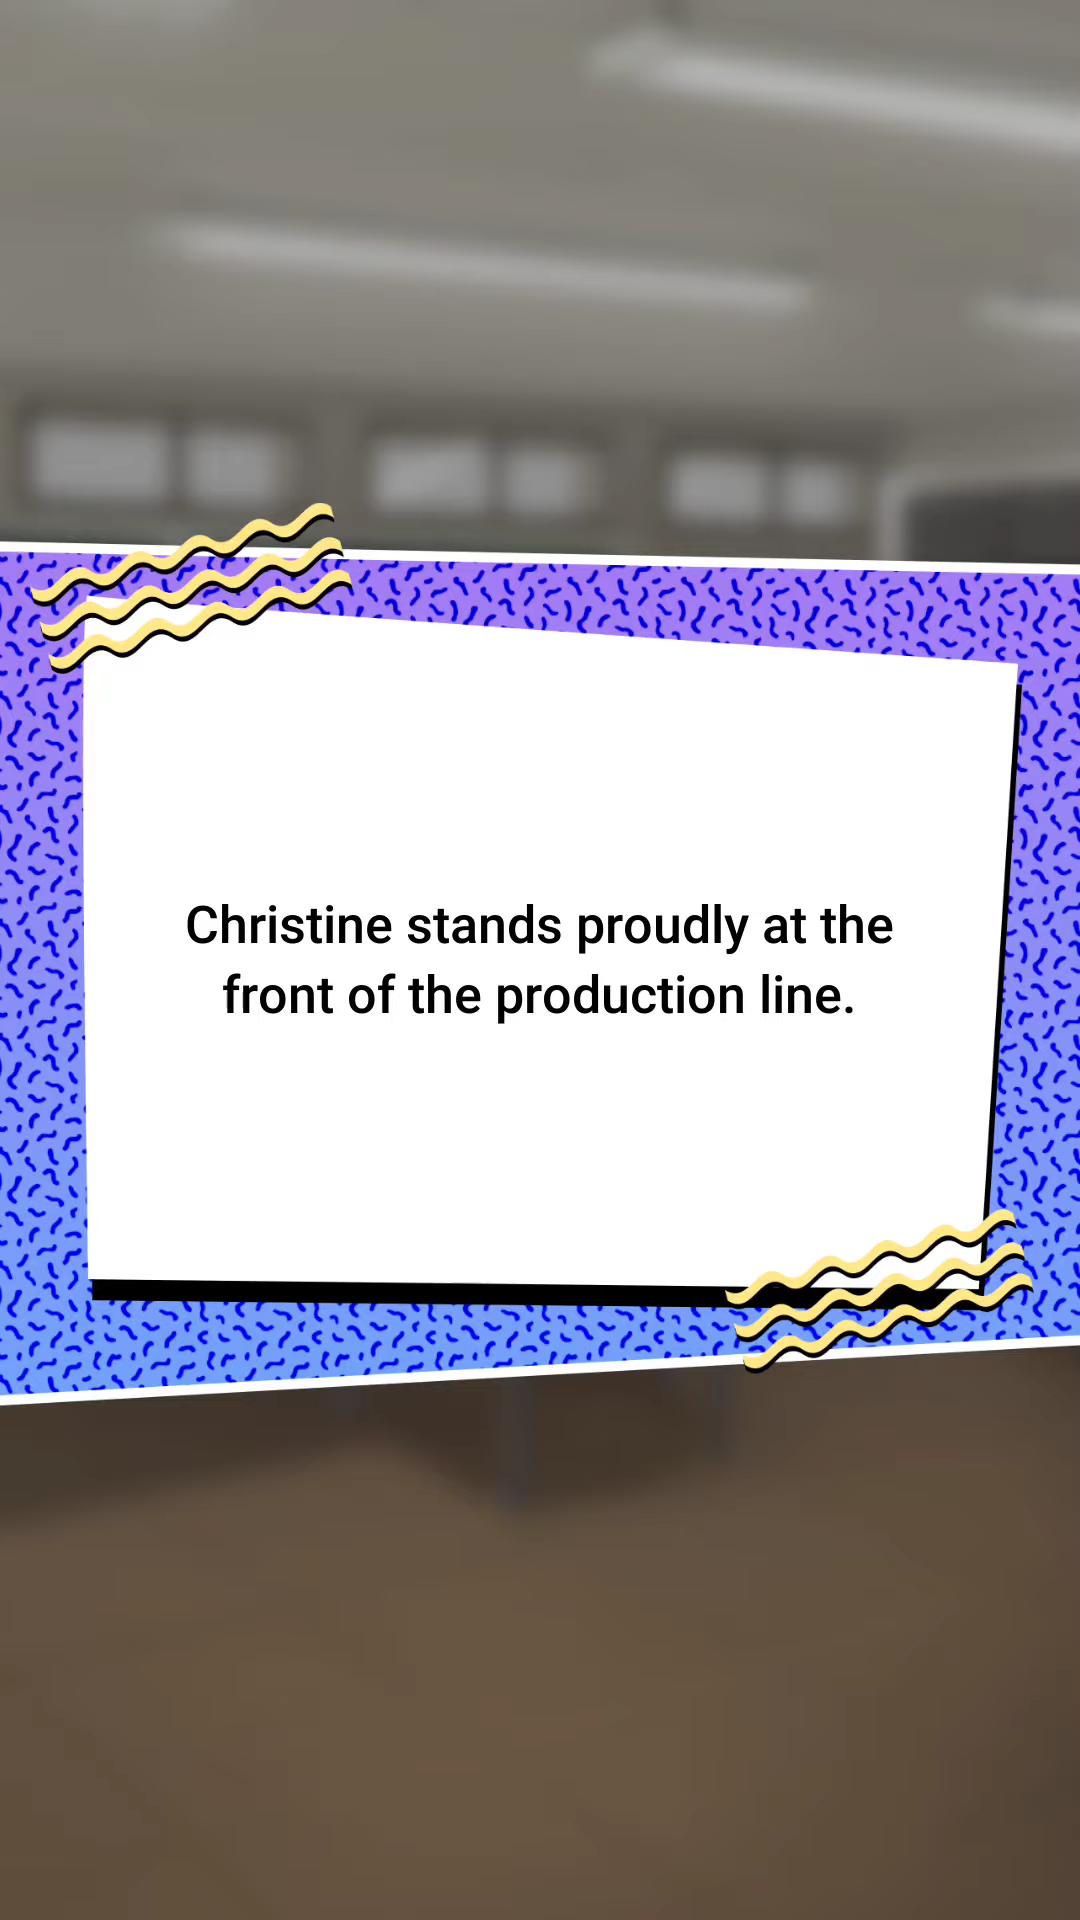 Christine stands proudly at the
front of the production line.